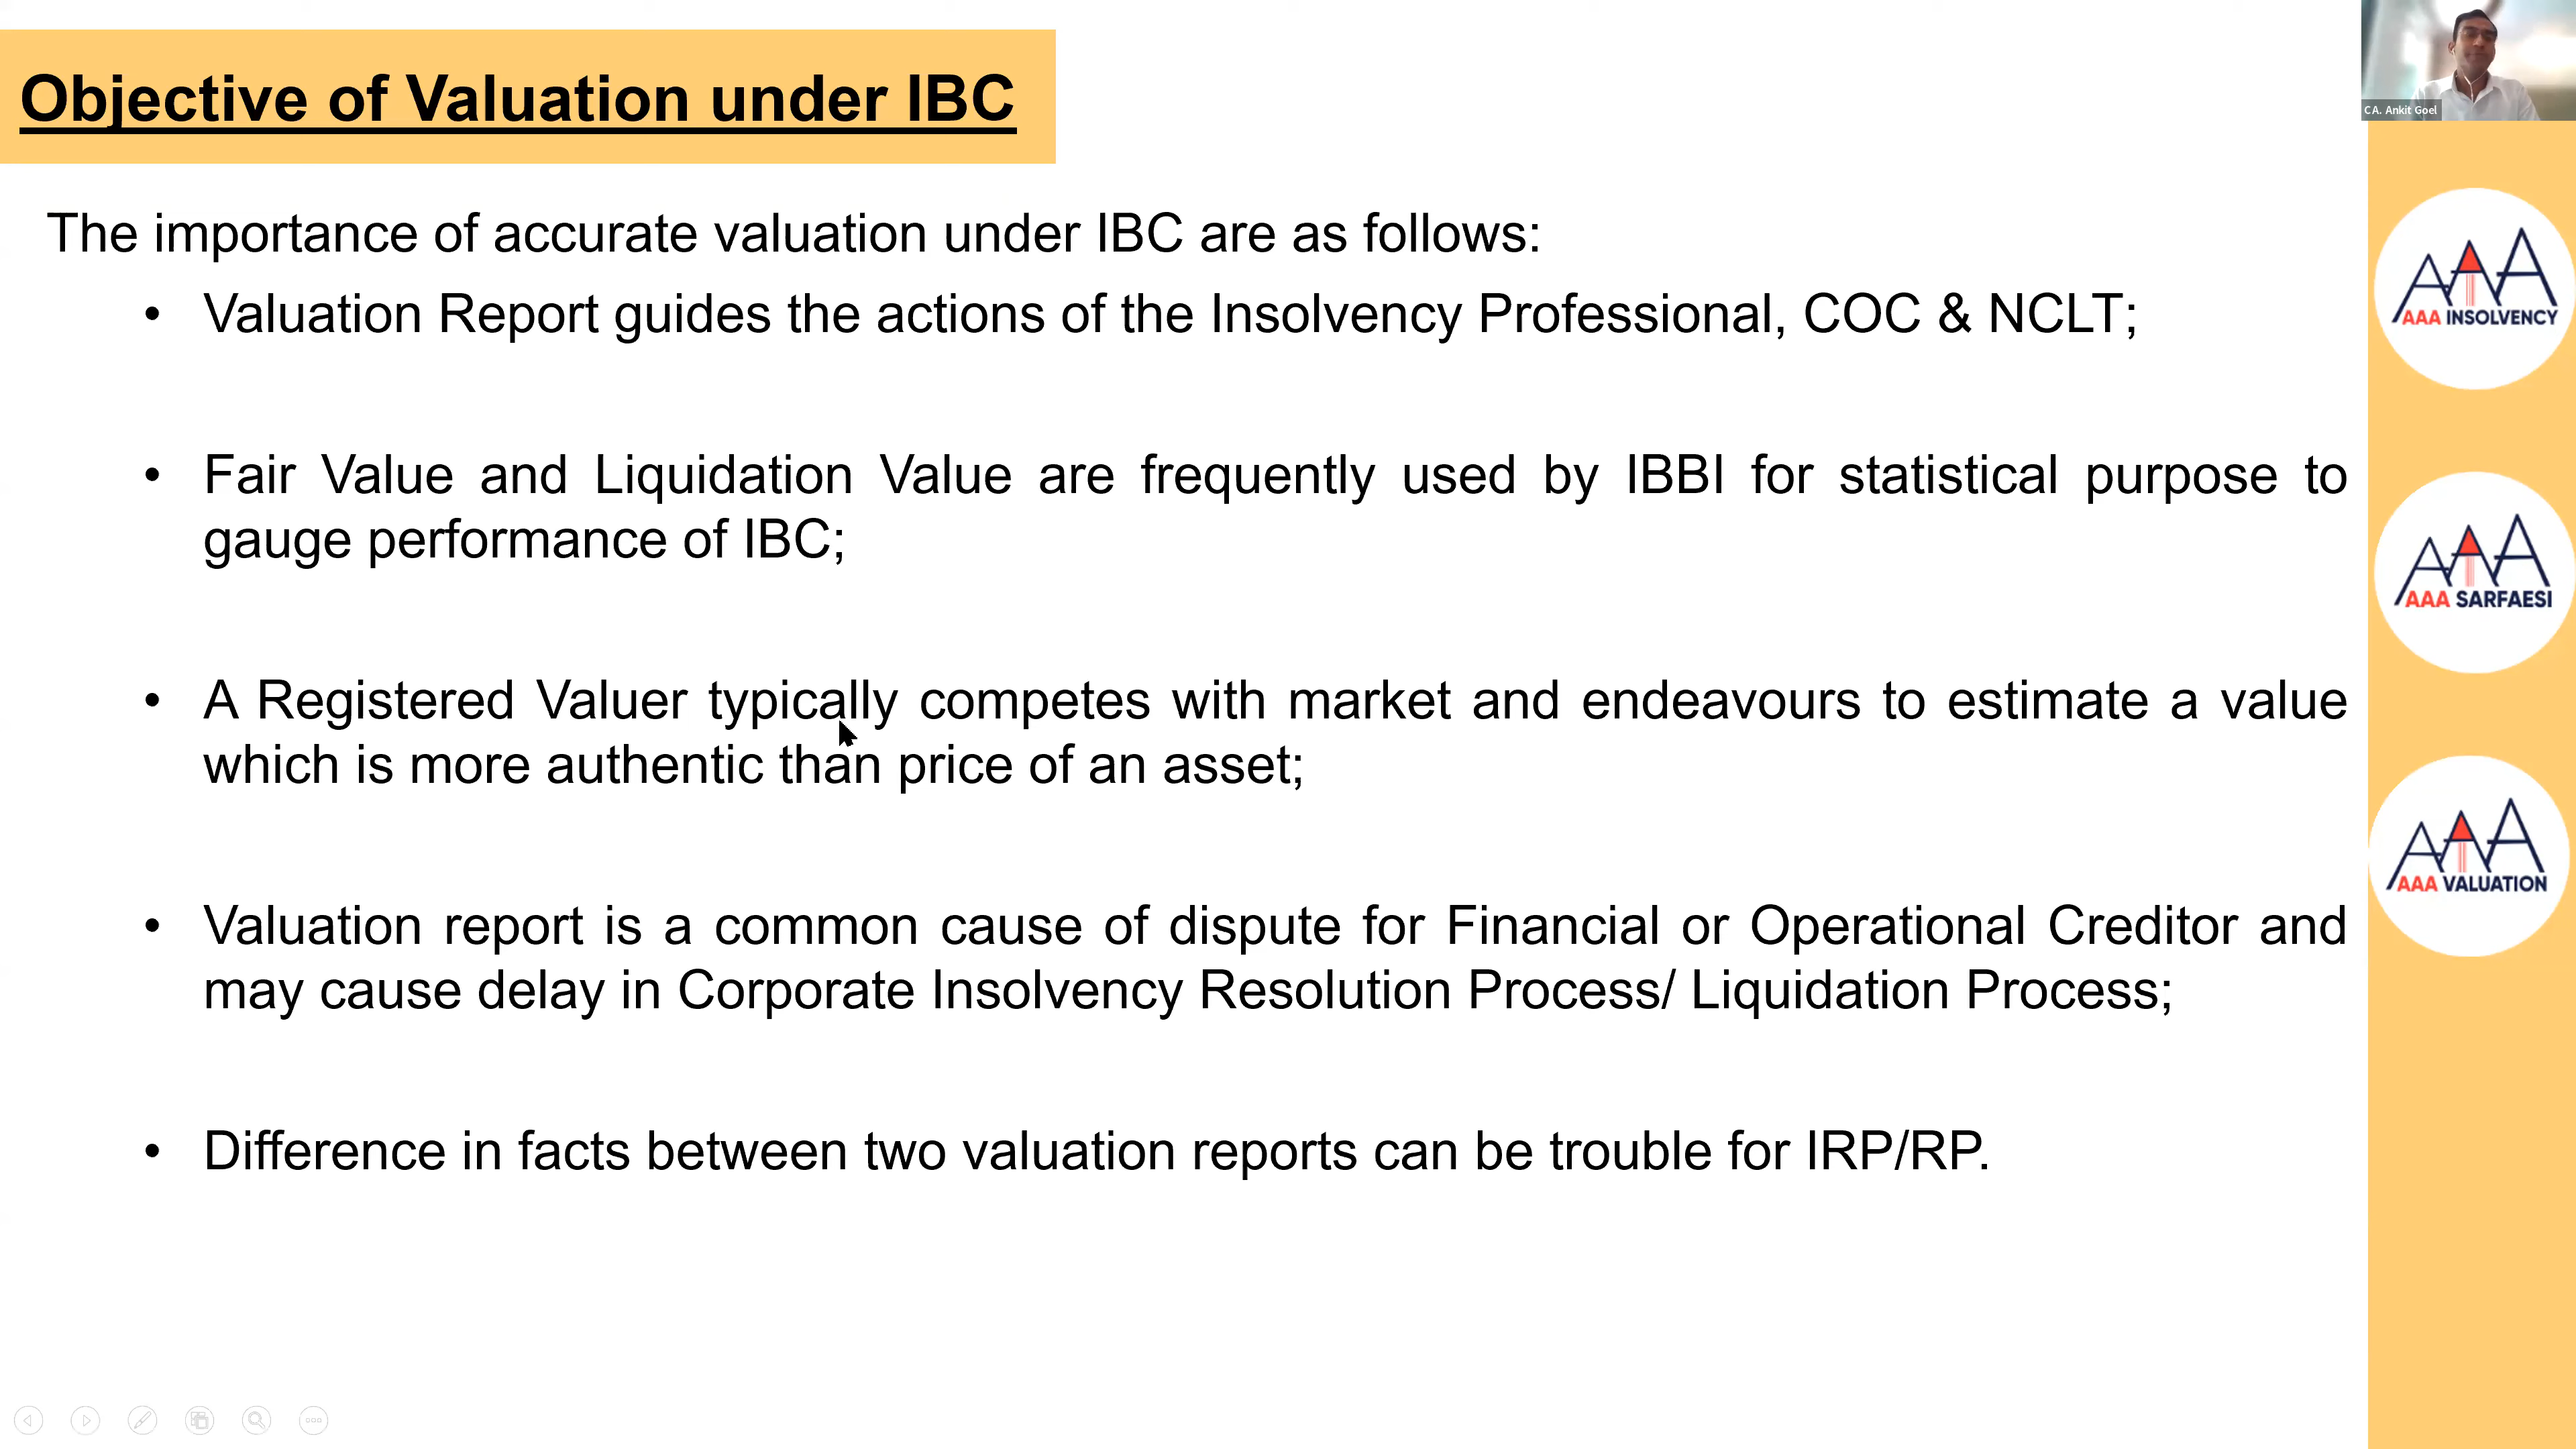 Objective of Valuation under IBC
CA. Ankit Goel
The importance of accurate valuation under IBC are as follows:
• Valuation Report guides the actions of the Insolvency Professional, COC & NCLT;
• Fair Value and Liquidation Value are frequently used by IBBI for statistical purpose to
gauge performance of IBC;
• A Registered Valuer typically competes with market and endeavours to estimate a value
which is more authentic than price of an asset;
• Valuation report is a common cause of dispute for Financial or Operational Creditor and
may cause delay in Corporate Insolvency Resolution Process/ Liquidation Process;
• Difference in facts between two valuation reports can be trouble for IRP/RP.
AAA
AAA INSOLVENCY
AAA
AAA SARFAESI
AAA
AAA VALUATION